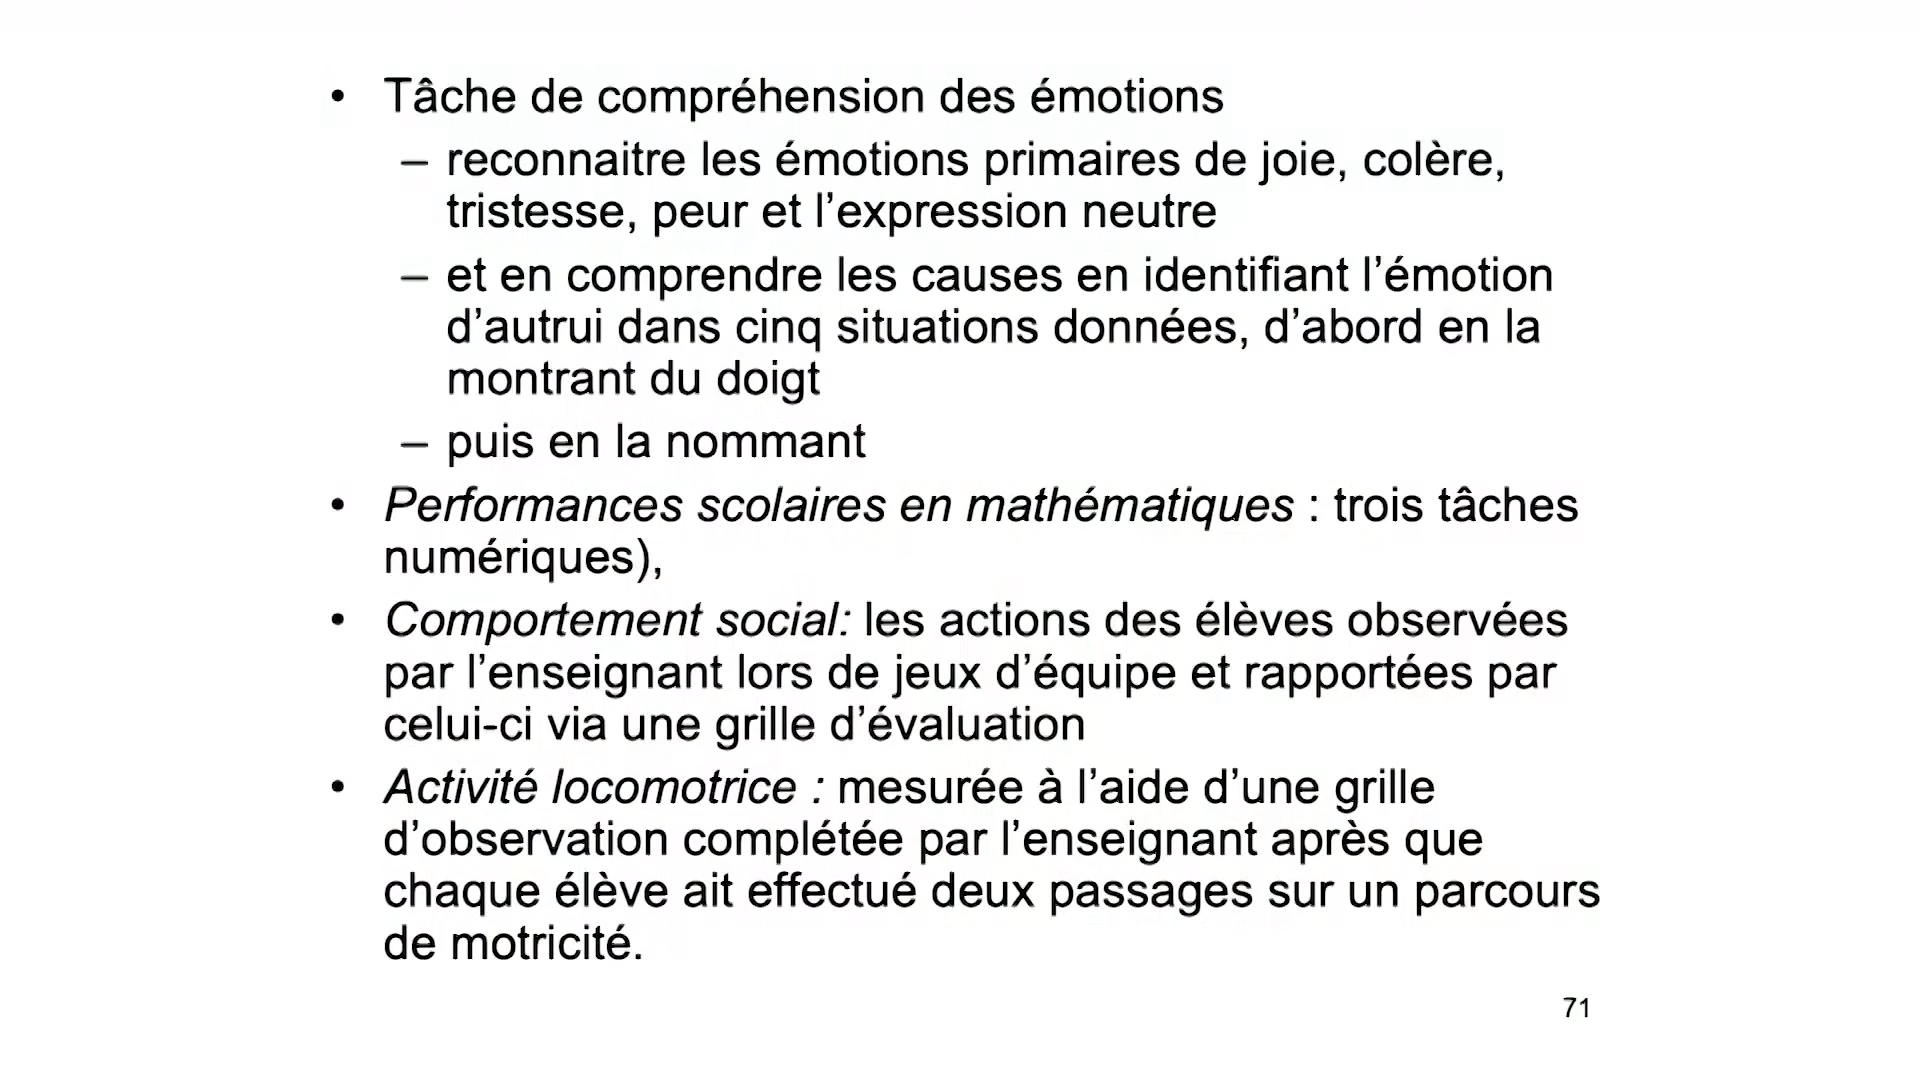 • Tâche de compréhension des émotions
– reconnaitre les émotions primaires de joie, colère,
tristesse, peur et l’expression neutre
– et en comprendre les causes en identifiant l’émotion
d’autrui dans cinq situations données, d’abord en la
montrant du doigt
– puis en la nommant
• Performances scolaires en mathématiques : trois tâches
numériques),
• Comportement social: les actions des élèves observées
par l’enseignant lors de jeux d’équipe et rapportées par
celui-ci via une grille d’évaluation
• Activité locomotrice : mesurée à l’aide d’une grille
d’observation complétée par l’enseignant après que
chaque élève ait effectué deux passages sur un parcours
de motricité.
71